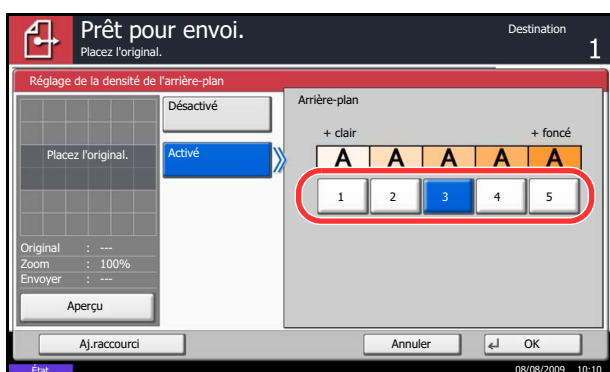 Prêt pour envoi.
Placez l'original.
Destination
1
Réglage de la densité de l'arrière-plan
Placez l'original.
Original : ---
Zoom : 100%
Envoyer : ---
Aperçu
Désactivé
Activé
Arrière-plan
+ clair + foncé
A A A A A
1 2 3 4 5
Aj.raccourci
Annuler
OK
État
08/08/2009 10:10